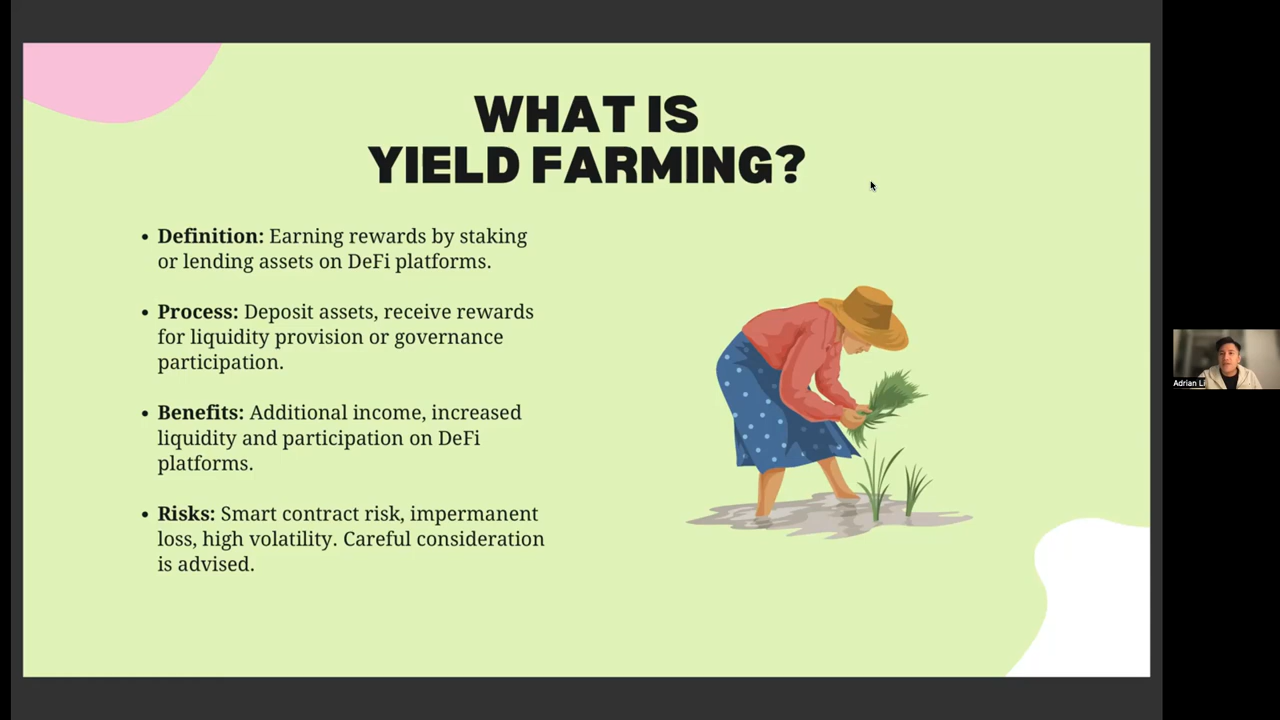 WHAT IS
YIELD FARMING?
• Definition: Earning rewards by staking
or lending assets on DeFi platforms.
• Process: Deposit assets, receive rewards
for liquidity provision or governance
participation.
• Benefits: Additional income, increased
liquidity and participation on DeFi
platforms.
• Risks: Smart contract risk, impermanent
loss, high volatility. Careful consideration
is advised.
Adrian Li